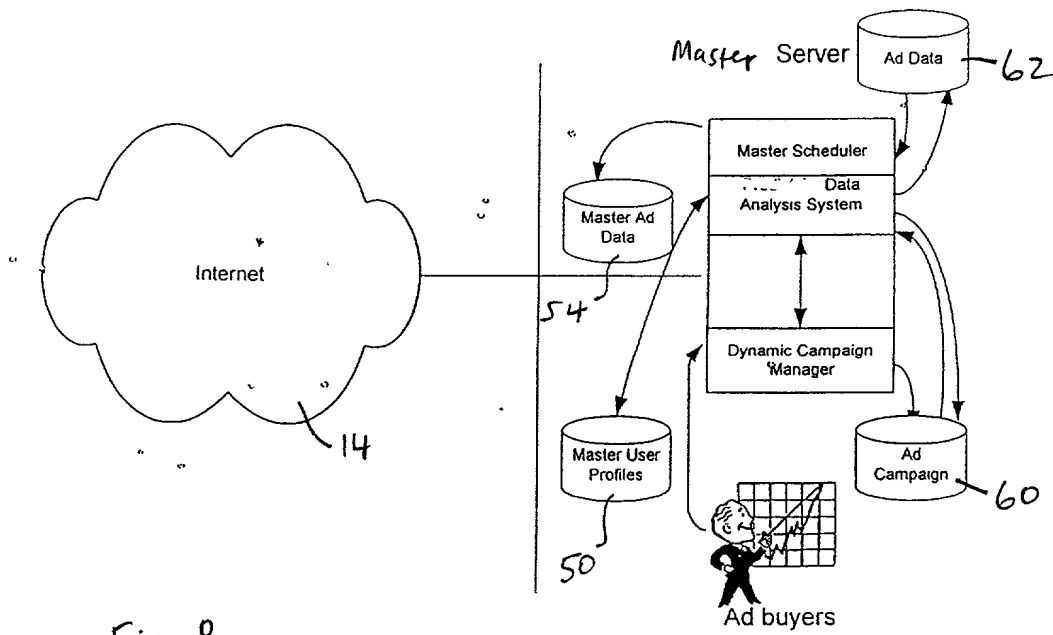 Master Server
Ad Data
62
Master Scheduler
Data
Analysis System
Master Ad
Data
Internet
54
Dynamic Campaign
Manager
14
Master User
Profiles
Ad
Campaign
60
50
Ad buyers